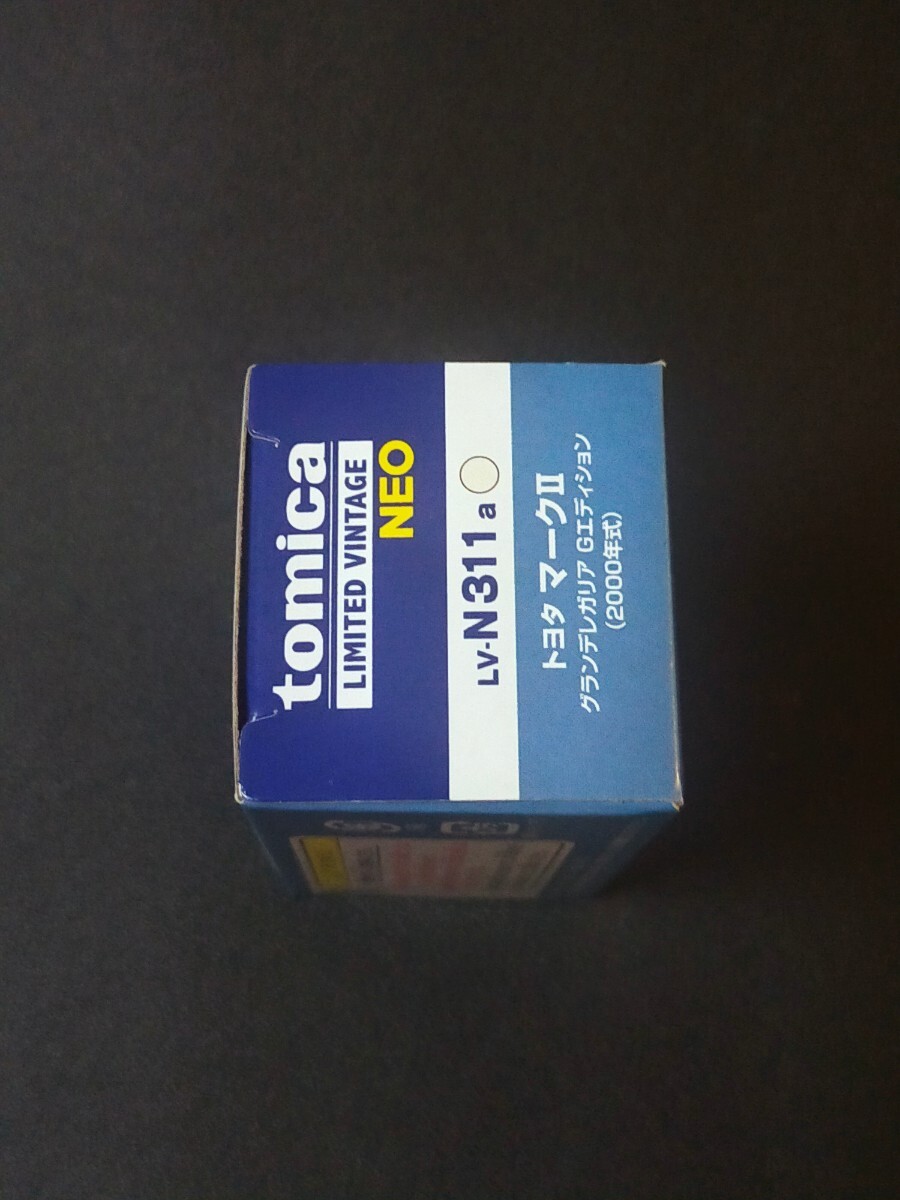 tomica
LIMITED VINTAGE
NEO
LV-N311a
トヨタ マークⅡ
グランデレガリア Gエディション
(2000年式)